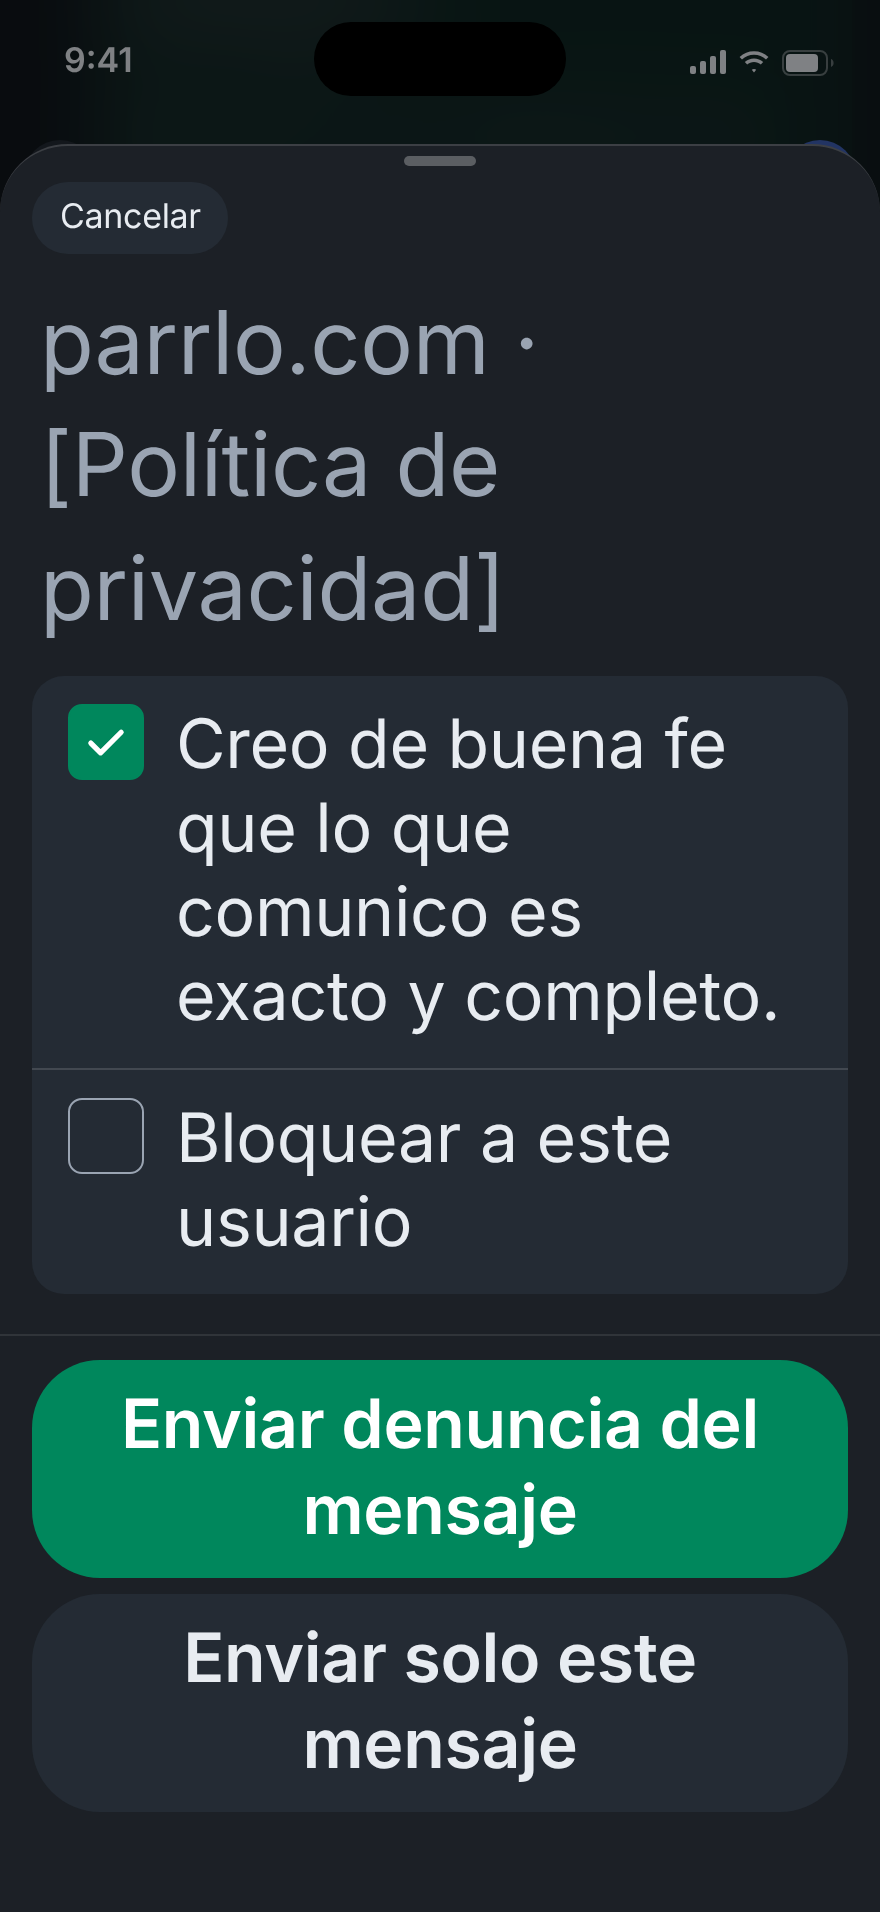 9:41
Cancelar
parrlo.com ·
[Política de
privacidad]
Creo de buena fe
que lo que
comunico es
exacto y completo.
Bloquear a este
usuario
Enviar denuncia del
mensaje
Enviar solo este
mensaje